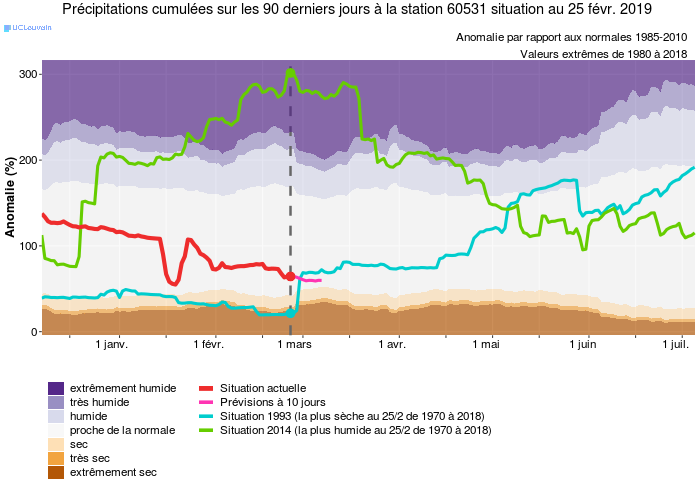 Précipitations cumulées sur les 90 derniers jours à la station 60531 situation au 25 févr. 2019
UCLouvain
Anomalie par rapport aux normales 1985-2010
Valeurs extrêmes de 1980 à 2018
300
200
100
0
Anomalie (%)
1 janv.
1 févr.
1 mars
1 avr.
1 mai
1 juin
1 juil.
extrêmement humide
très humide
humide
proche de la normale
sec
très sec
extrêmement sec
Situation actuelle
Prévisions à 10 jours
Situation 1993 (la plus sèche au 25/2 de 1970 à 2018)
Situation 2014 (la plus humide au 25/2 de 1970 à 2018)